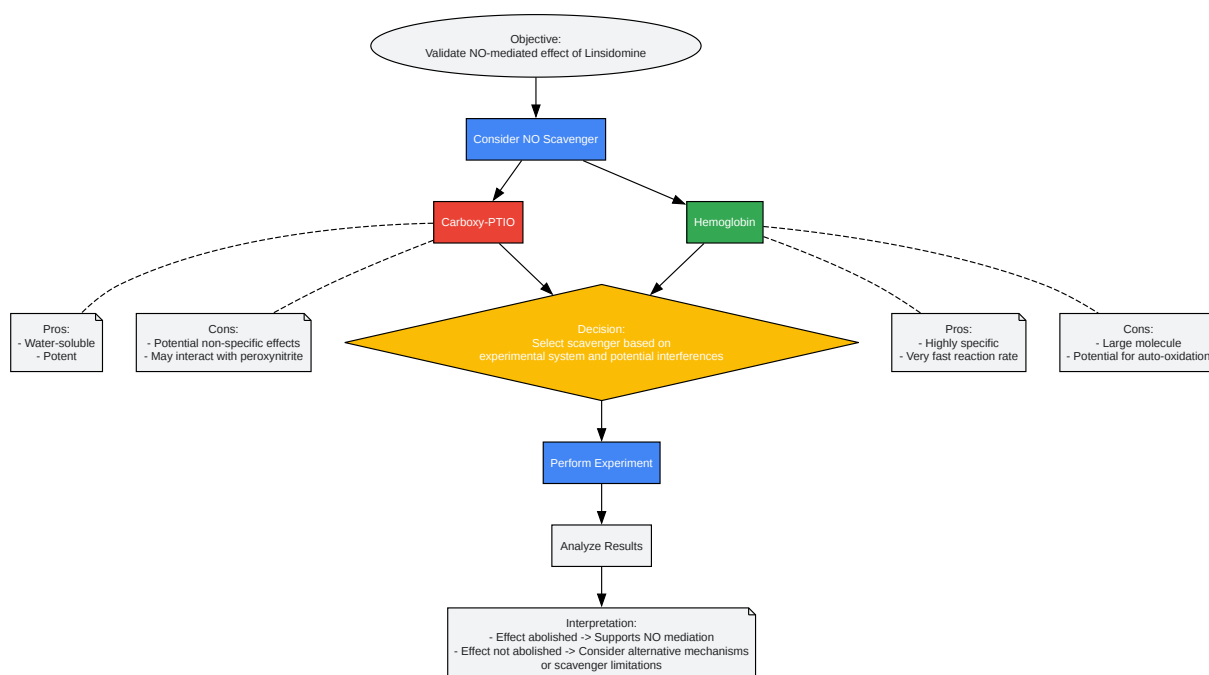 Objective:
Validate NO-mediated effect of Linsidomine
Consider NO Scavenger
Carboxy-PTIO
Hemoglobin
Pros:
- Water-soluble
- Potent
Cons:
- Potential non-specific effects
- May interact with peroxynitrite
Decision:
Select scavenger based on
experimental system and potential interferences
Pros:
- Highly specific
- Very fast reaction rate
Cons:
- Large molecule
- Potential for auto-oxidation
Perform Experiment
Analyze Results
Interpretation:
- Effect abolished -> Supports NO mediation
- Effect not abolished -> Consider alternative mechanisms
or scavenger limitations